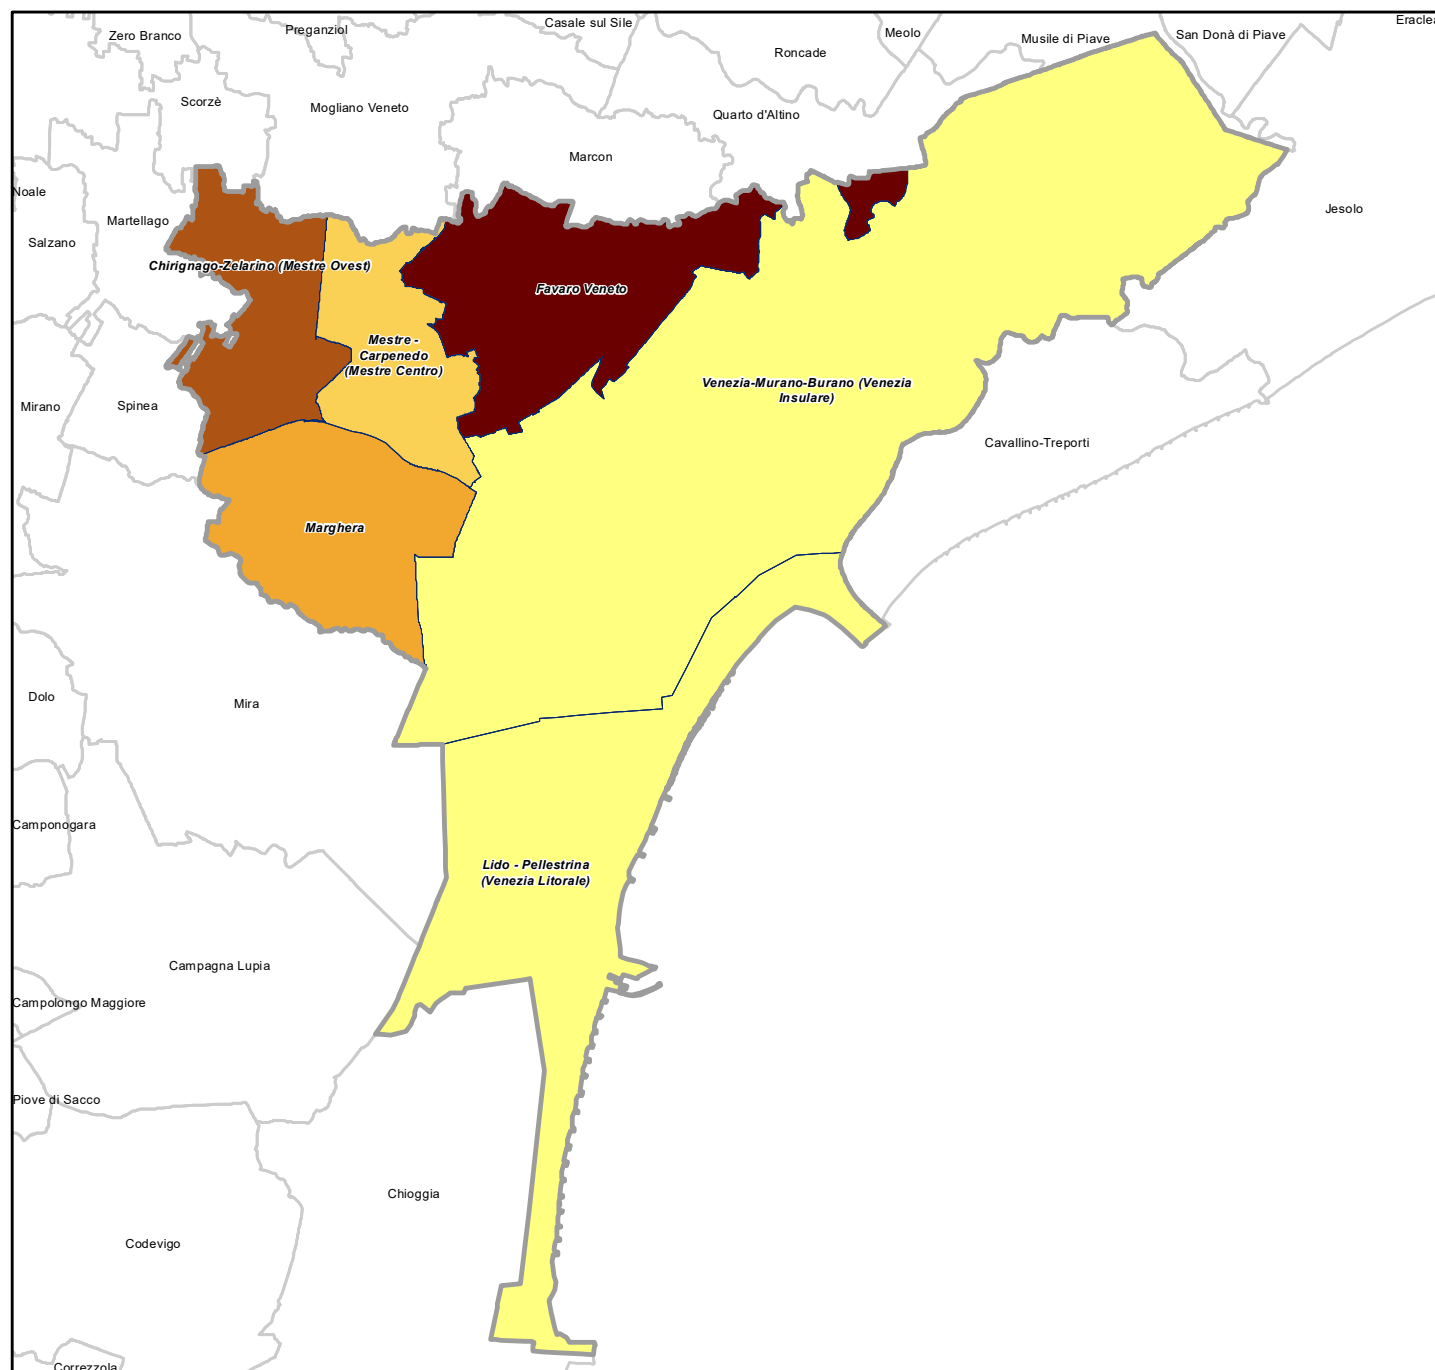 Eraclea
Casale sul Sile
Preganziol
Zero Branco
Meolo
San Donà di Piave
Musile di Piave
Roncade
Scorzè
Mogliano Veneto
Quarto d'Altino
Marcon
Noale
Martellago
Jesolo
Salzano
Chirignago-Zelarino (Mestre Ovest)
Favaro Veneto
Mestre -
Carpenedo
(Mestre Centro)
Venezia-Murano-Burano (Venezia
Insulare)
Mirano
Spinea
Cavallino-Treporti
Marghera
Dolo
Mira
Camponogara
Lido - Pellestrina
(Venezia Litorale)
Campagna Lupia
Campolongo Maggiore
Piove di Sacco
Chioggia
Codevigo
Correzzola